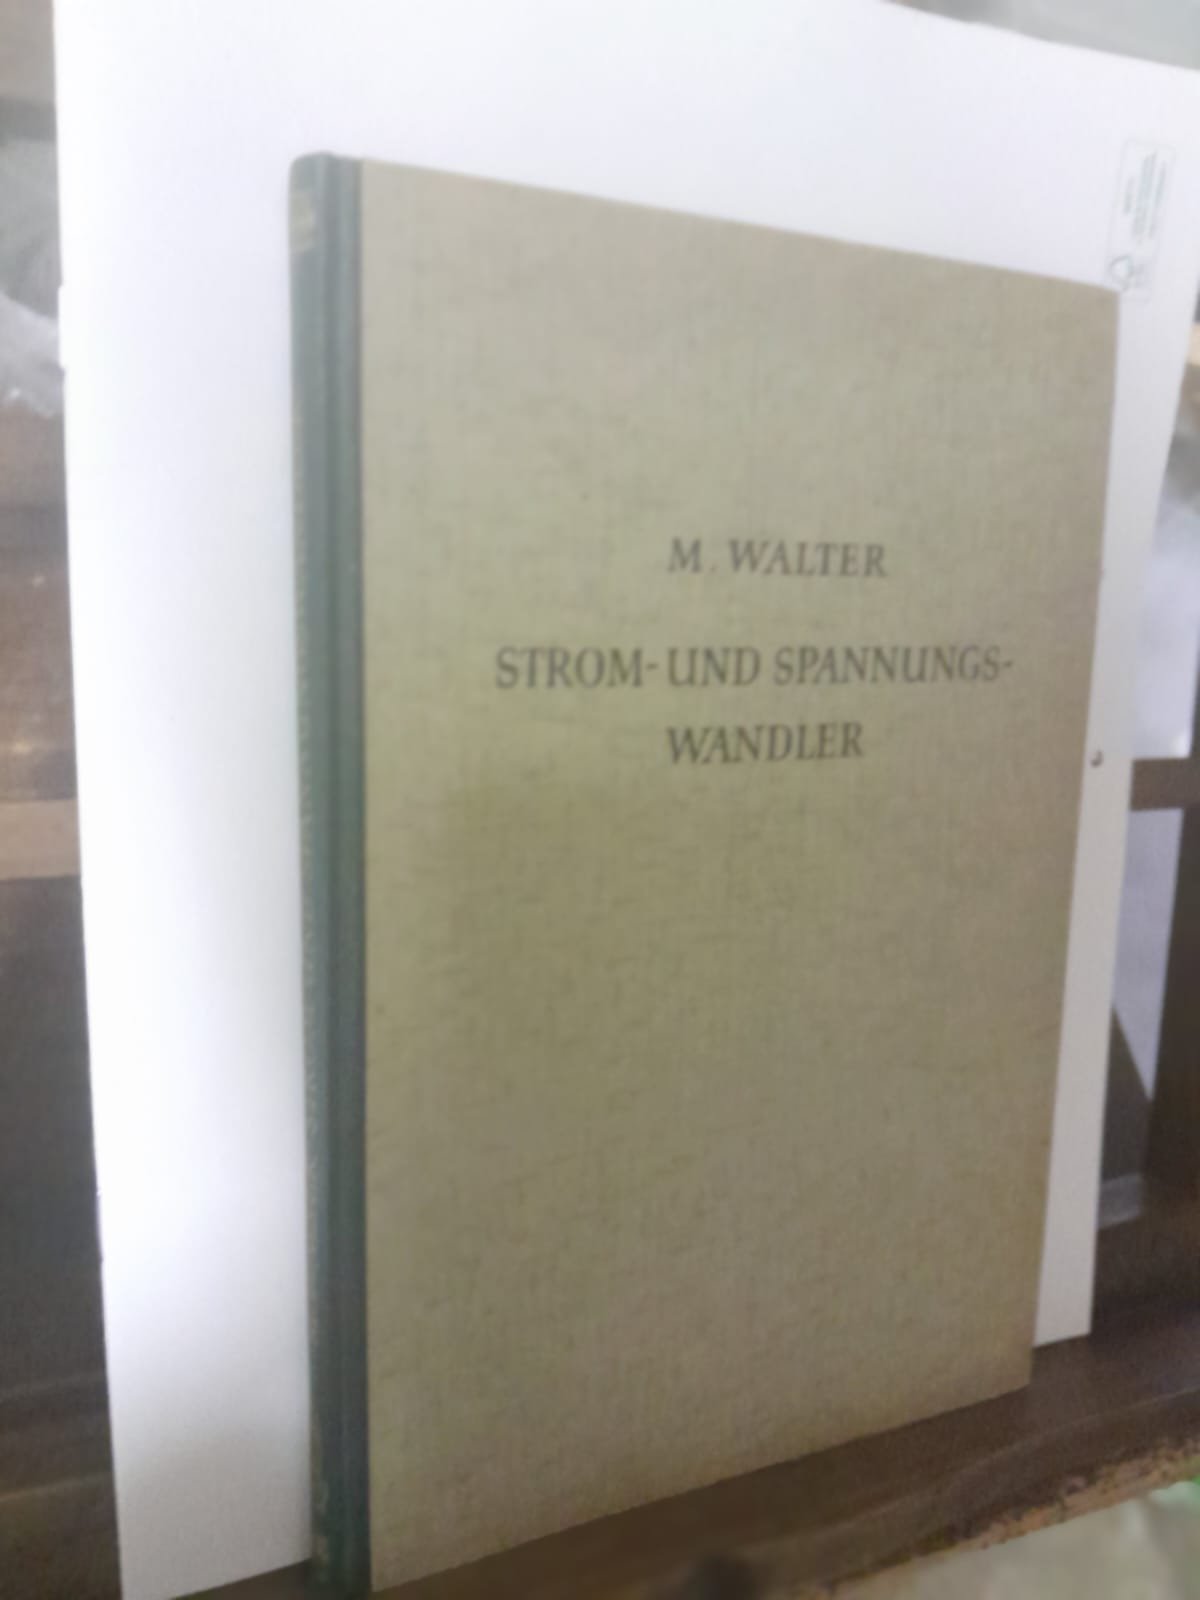 M. WALTER
STROM- UND SPANNUNGS-
WANDLER